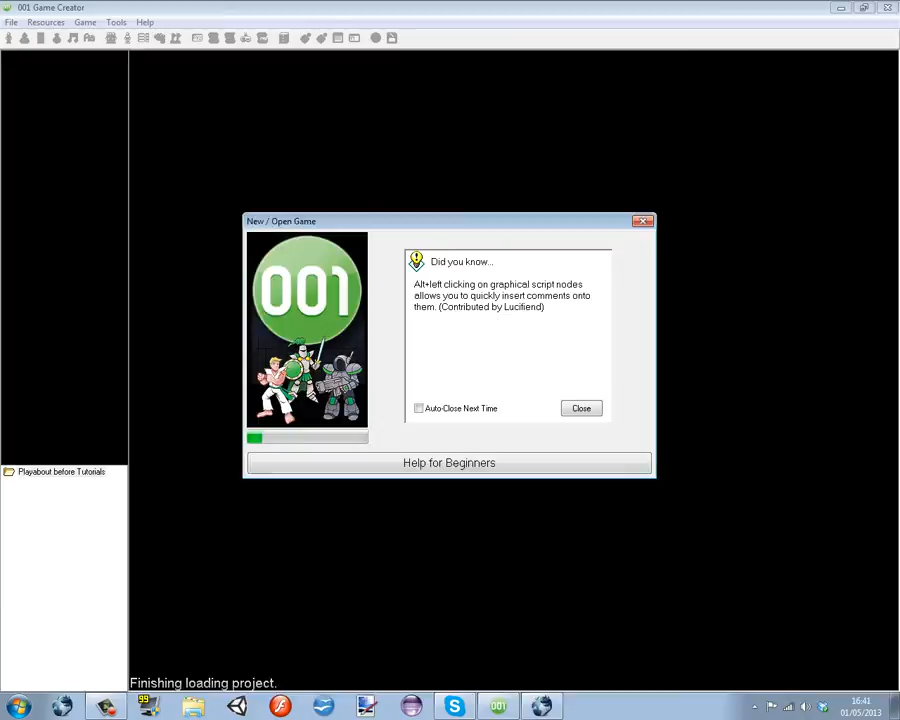 001 Game Creator
File Resources Game Tools Help
New / Open Game
001
Did you know...
Alt+left clicking on graphical script nodes
allows you to quickly insert comments onto
them. (Contributed by Lucifiend)
Auto-Close Next Time
Close
Help for Beginners
Playabout before Tutorials
Finishing loading project.
99
001
16:41
01/05/2013